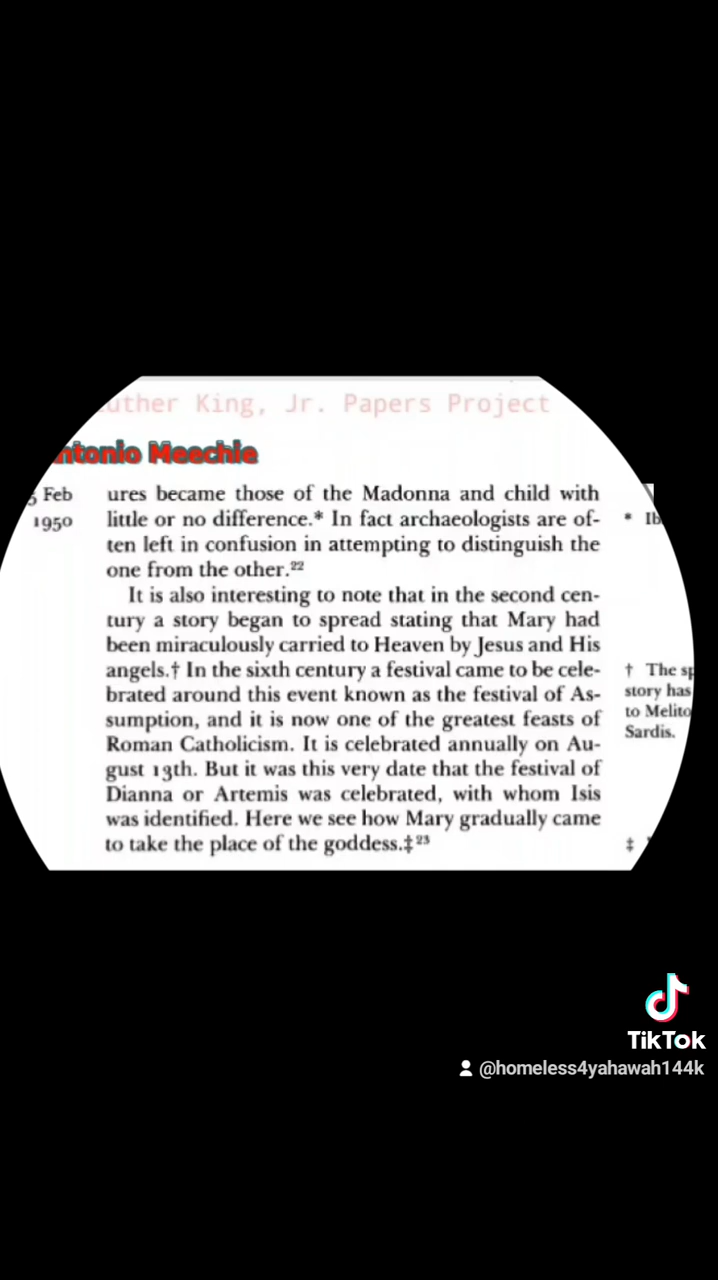 uther King, Jr. Papers Project
ntonio Meechie
5 Feb
1950
ures became those of the Madonna and child with
little or no difference.* In fact archaeologists are of-
ten left in confusion in attempting to distinguish the
one from the other.²²
It is also interesting to note that in the second cen-
tury a story began to spread stating that Mary had
been miraculously carried to Heaven by Jesus and His
angels.† In the sixth century a festival came to be cele-
brated around this event known as the festival of As-
sumption, and it is now one of the greatest feasts of
Roman Catholicism. It is celebrated annually on Au-
gust 13th. But it was this very date that the festival of
Dianna or Artemis was celebrated, with whom Isis
was identified. Here we see how Mary gradually came
to take the place of the goddess.‡²³
* Ib
† The sp
story has
to Melito
Sardis.
‡
TikTok
@homeless4yahawah144k